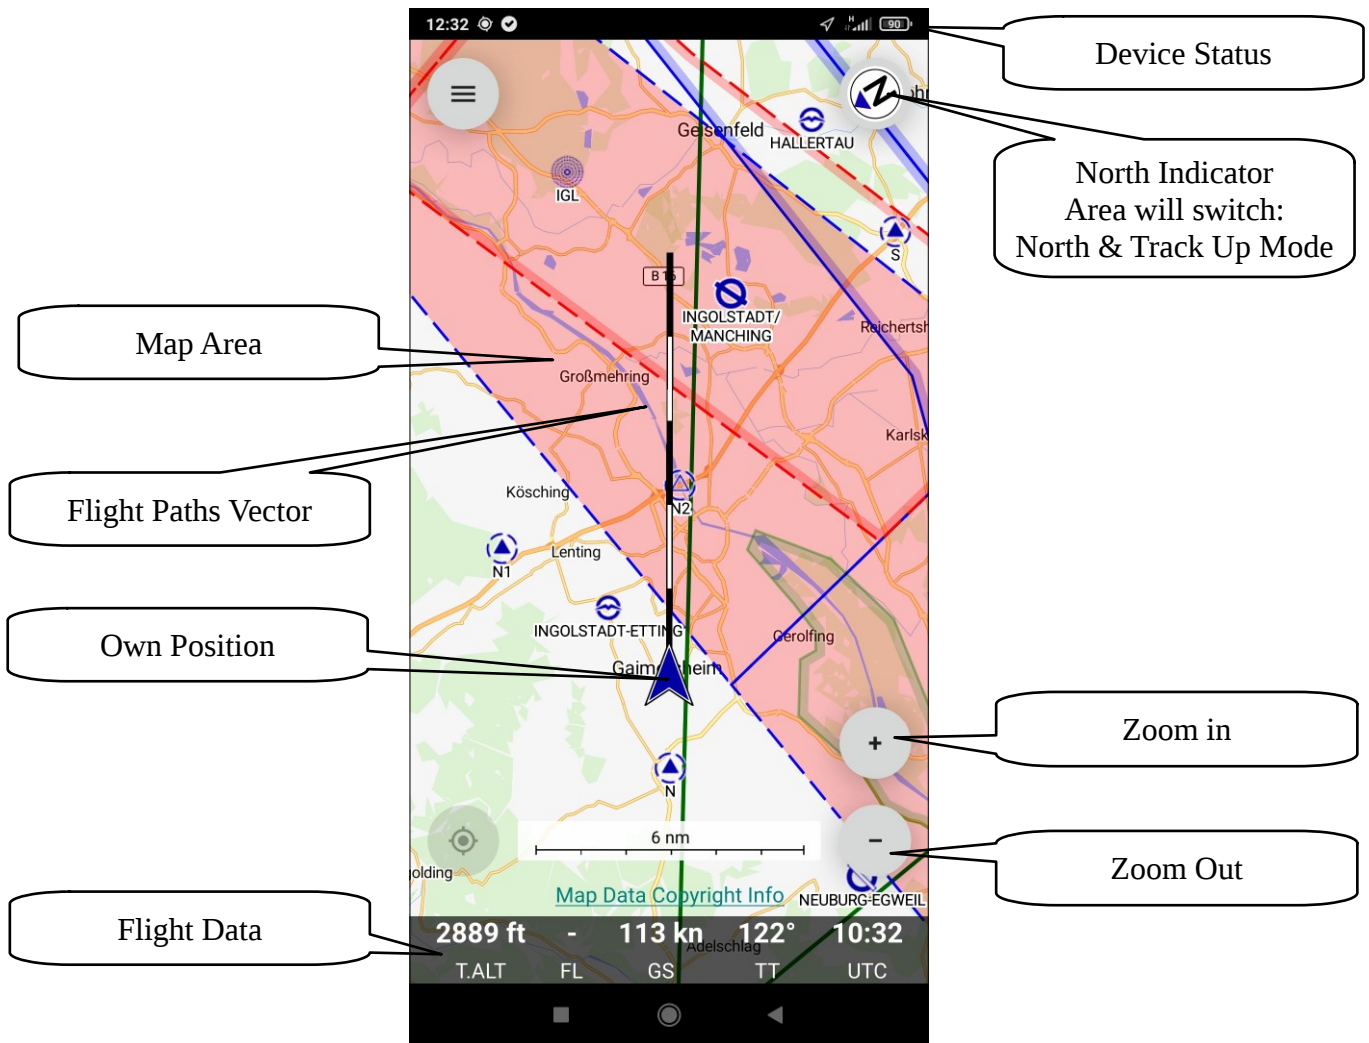 12:32
H
90
Device Status
N
Geisenfeld
HALLERTAU
North Indicator
Area will switch:
North & Track Up Mode
IGL
S
B 16
INGOLSTADT/
MANCHING
Reichertsh
Map Area
Großmehring
Karlsk
Flight Paths Vector
Kösching
N2
Lenting
N1
INGOLSTADT-ETTING
Gerolfing
Own Position
Gaimersheim
Zoom in
+
N
6 nm
-
Zoom Out
olding
Map Data Copyright Info
NEUBURG-EGWEIL
Flight Data
2889 ft - 113 kn 122° 10:32
Adelschlag
T.ALT FL GS TT UTC